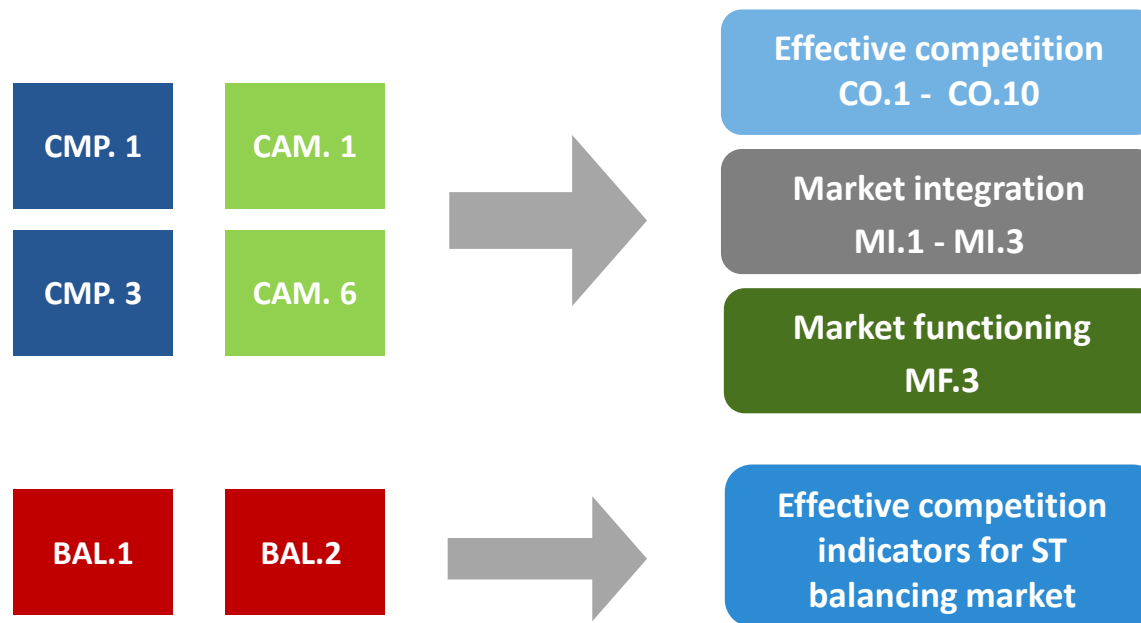 CMP. 1
CAM. 1
CMP. 3
CAM. 6
Effective competition
CO.1 - CO.10
Market integration
MI.1 - MI.3
Market functioning
MF.3
BAL.1
BAL.2
Effective competition
indicators for ST
balancing market